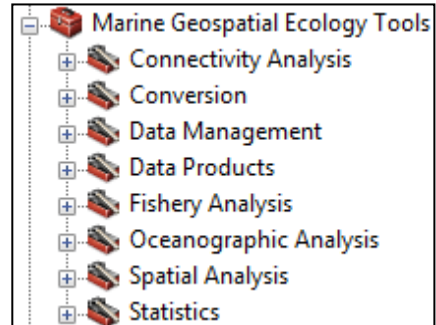 Marine Geospatial Ecology Tools
Connectivity Analysis
Conversion
Data Management
Data Products
Fishery Analysis
Oceanographic Analysis
Spatial Analysis
Statistics